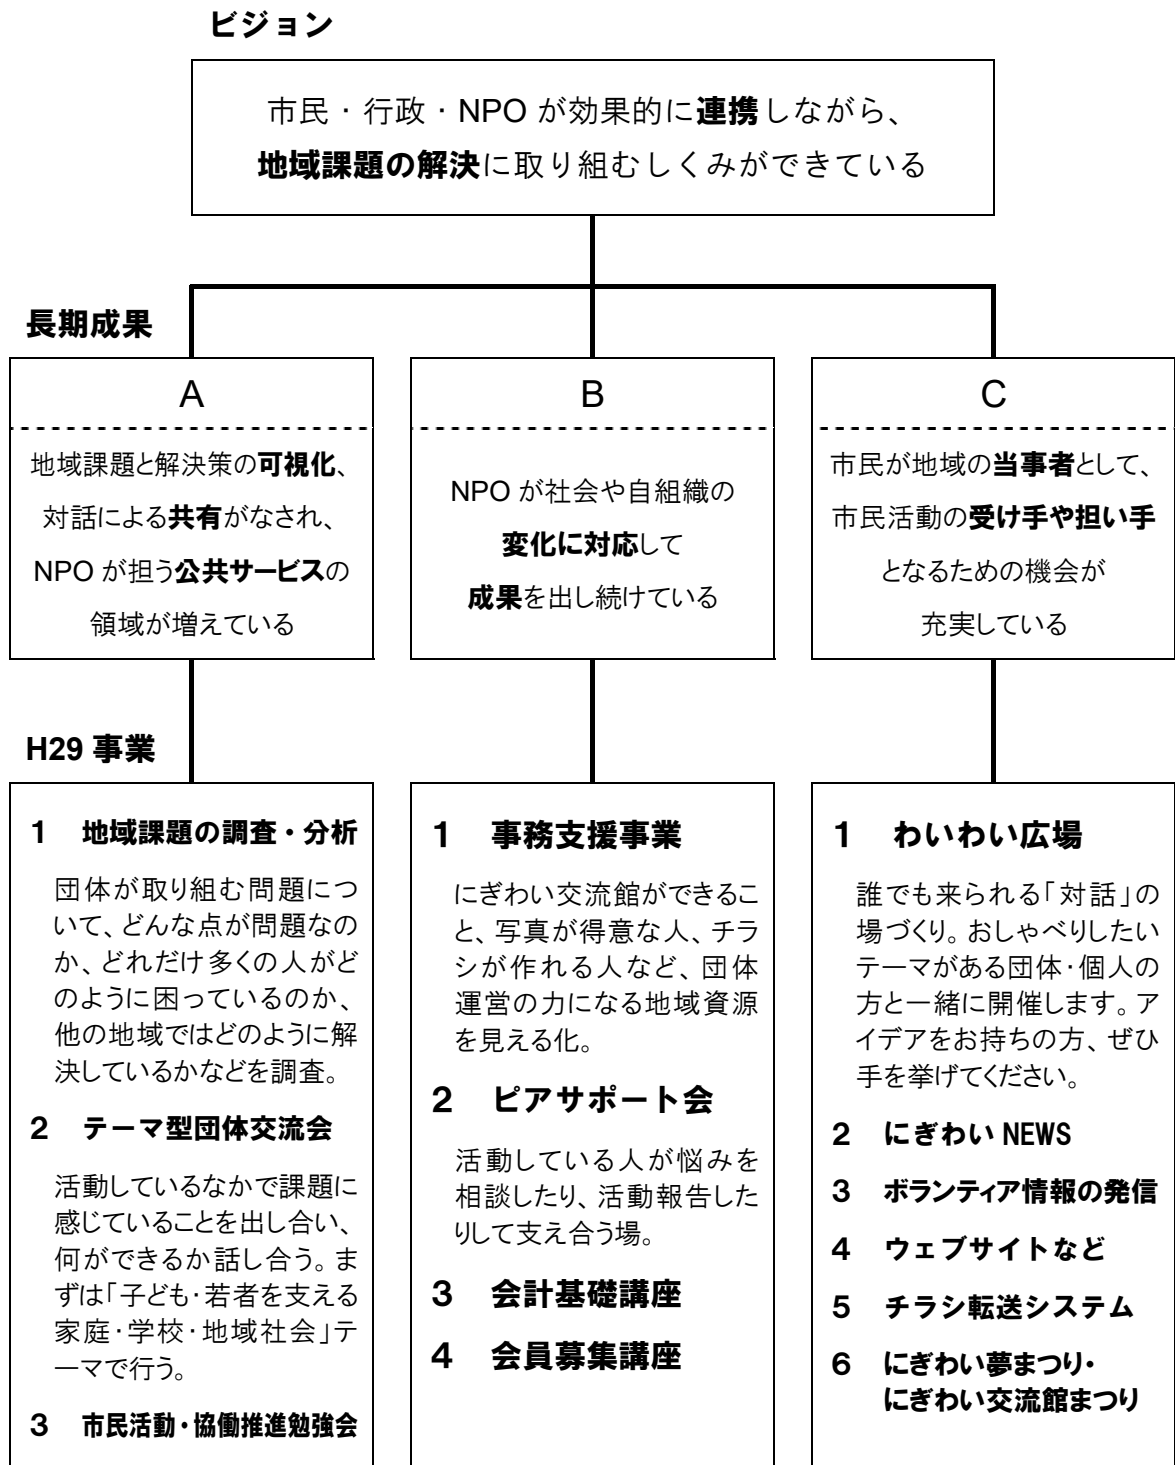 ビジョン
市民・行政・NPO が効果的に連携しながら、
地域課題の解決に取り組むしくみができている
長期成果
A
地域課題と解決策の可視化、
対話による共有がなされ、
NPO が担う公共サービスの
領域が増えている
B
NPO が社会や自組織の
変化に対応して
成果を出し続けている
C
市民が地域の当事者として、
市民活動の受け手や担い手
となるための機会が
充実している
H29 事業
1 地域課題の調査・分析
団体が取り組む問題につ
いて、どんな点が問題なの
か、どれだけ多くの人がど
のように困っているのか、
他の地域ではどのように解
決しているかなどを調査。
2 テーマ型団体交流会
活動しているなかで課題に
感じていることを出し合い、
何ができるか話し合う。ま
ずは「子ども・若者を支える
家庭・学校・地域社会」テ
ーマで行う。
3 市民活動・協働推進勉強会
1 事務支援事業
にぎわい交流館ができるこ
と、写真が得意な人、チラ
シが作れる人など、団体
運営の力になる地域資源
を見える化。
2 ピアサポート会
活動している人が悩みを
相談したり、活動報告した
りして支え合う場。
3 会計基礎講座
4 会員募集講座
1 わいわい広場
誰でも来られる「対話」の
場づくり。おしゃべりしたい
テーマがある団体・個人の
方と一緒に開催します。ア
イデアをお持ちの方、ぜひ
手を挙げてください。
2 にぎわい NEWS
3 ボランティア情報の発信
4 ウェブサイトなど
5 チラシ転送システム
6 にぎわい夢まつり・
にぎわい交流館まつり